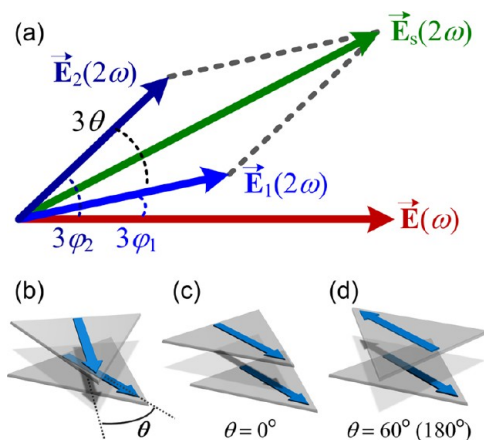 (a)
E⃗s(2ω)
E⃗2(2ω)
3θ
E⃗1(2ω)
3φ2
3φ1
E⃗(ω)
(b)
(c)
(d)
θ
θ = 0°
θ = 60° (180°)